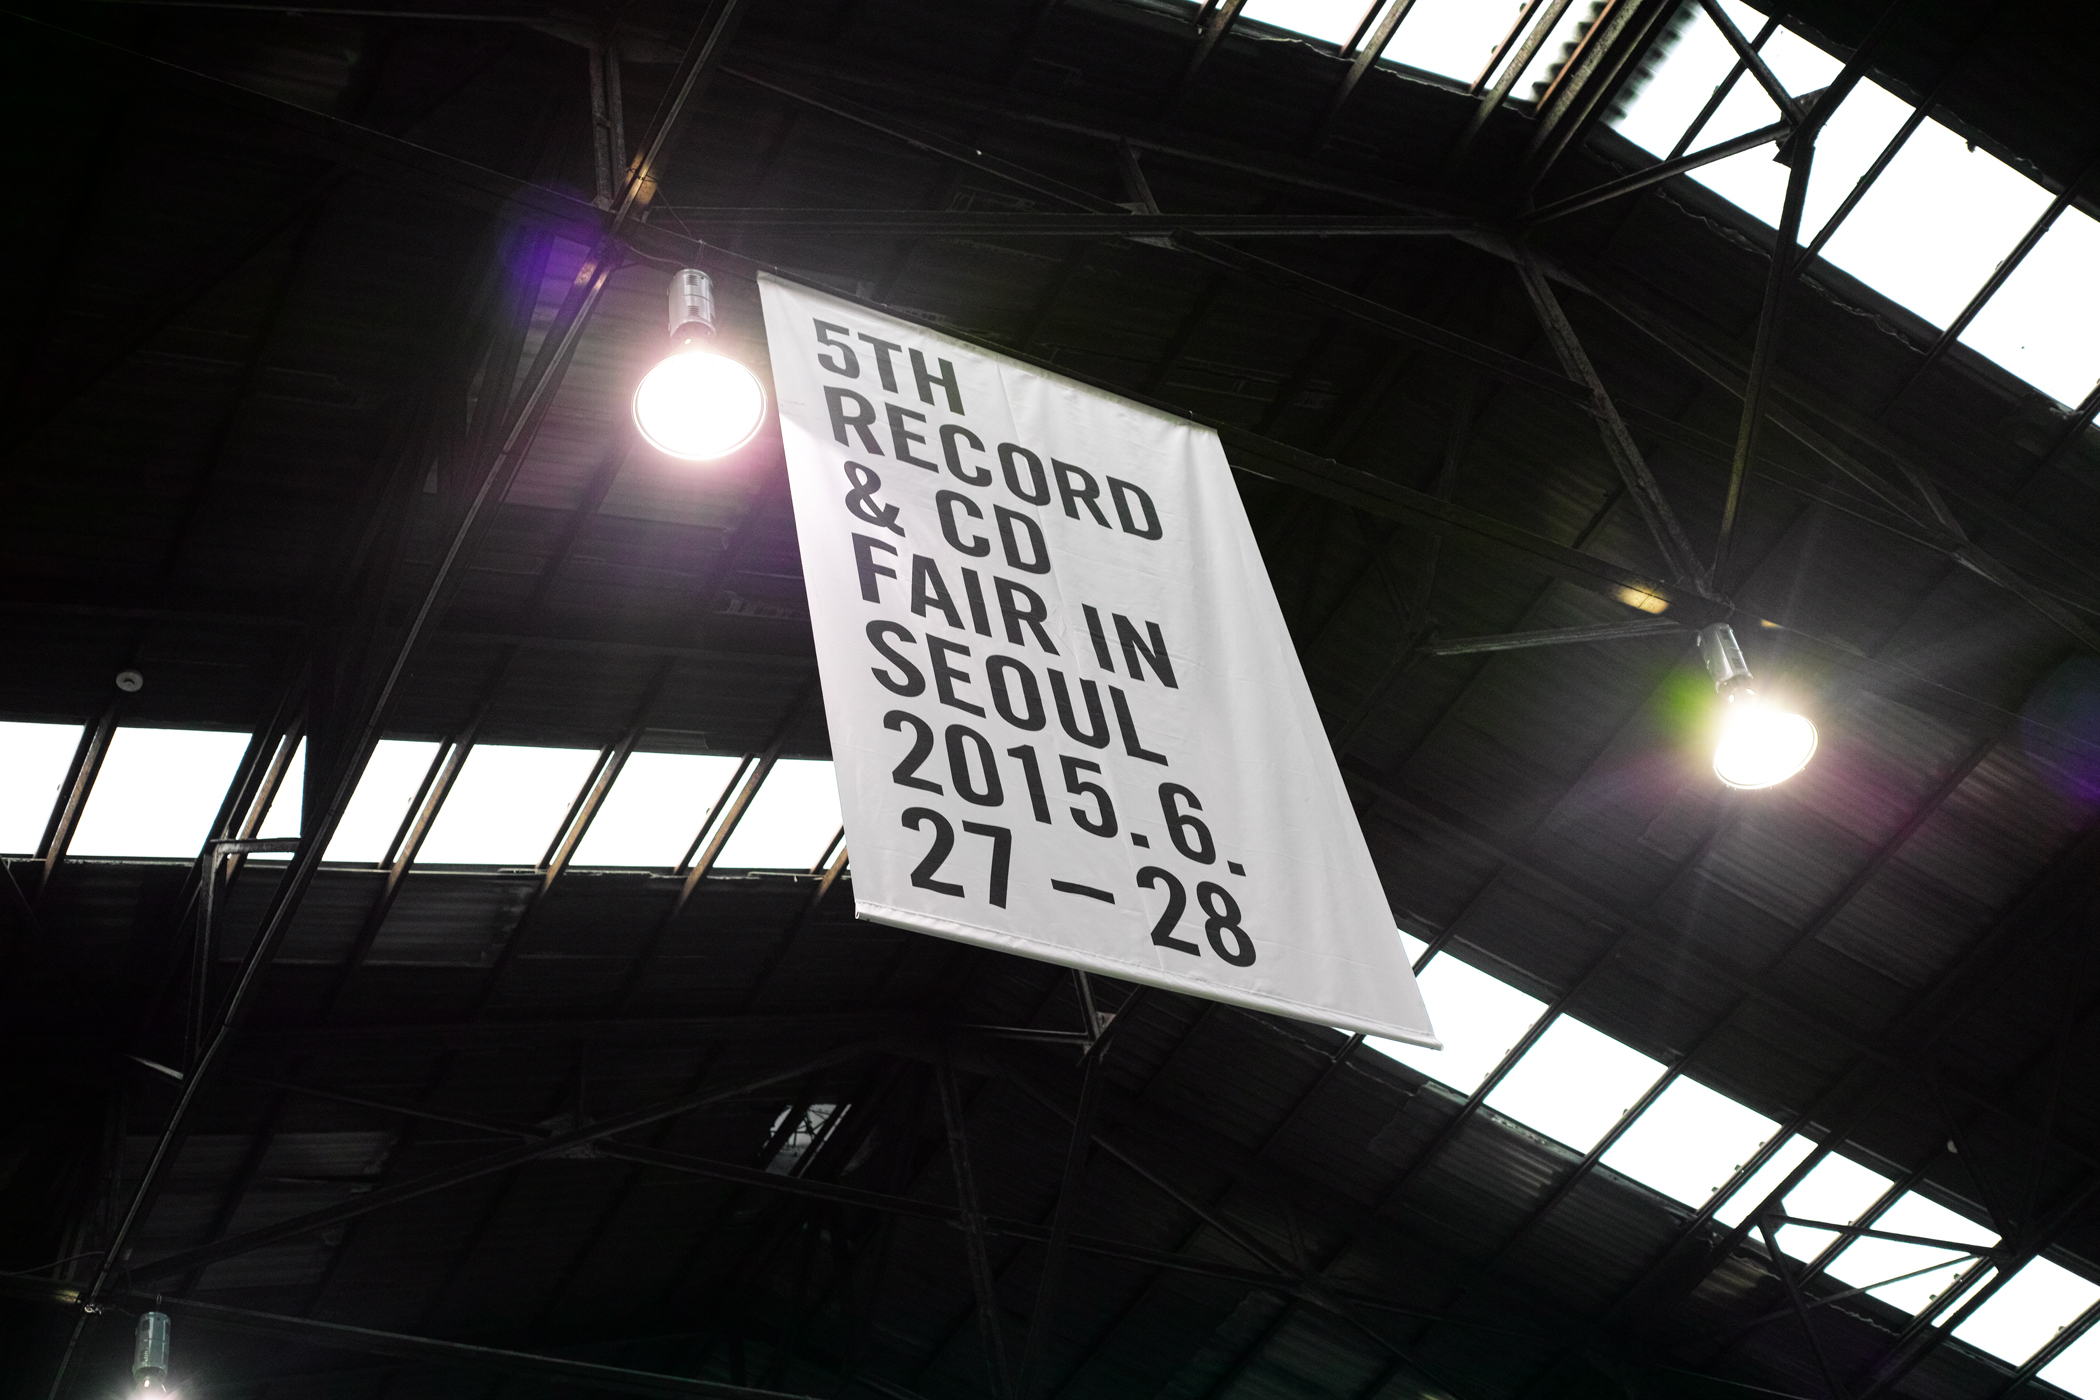 5TH
RECORD
& CD
FAIR IN
SEOUL
2015.6.
27 – 28